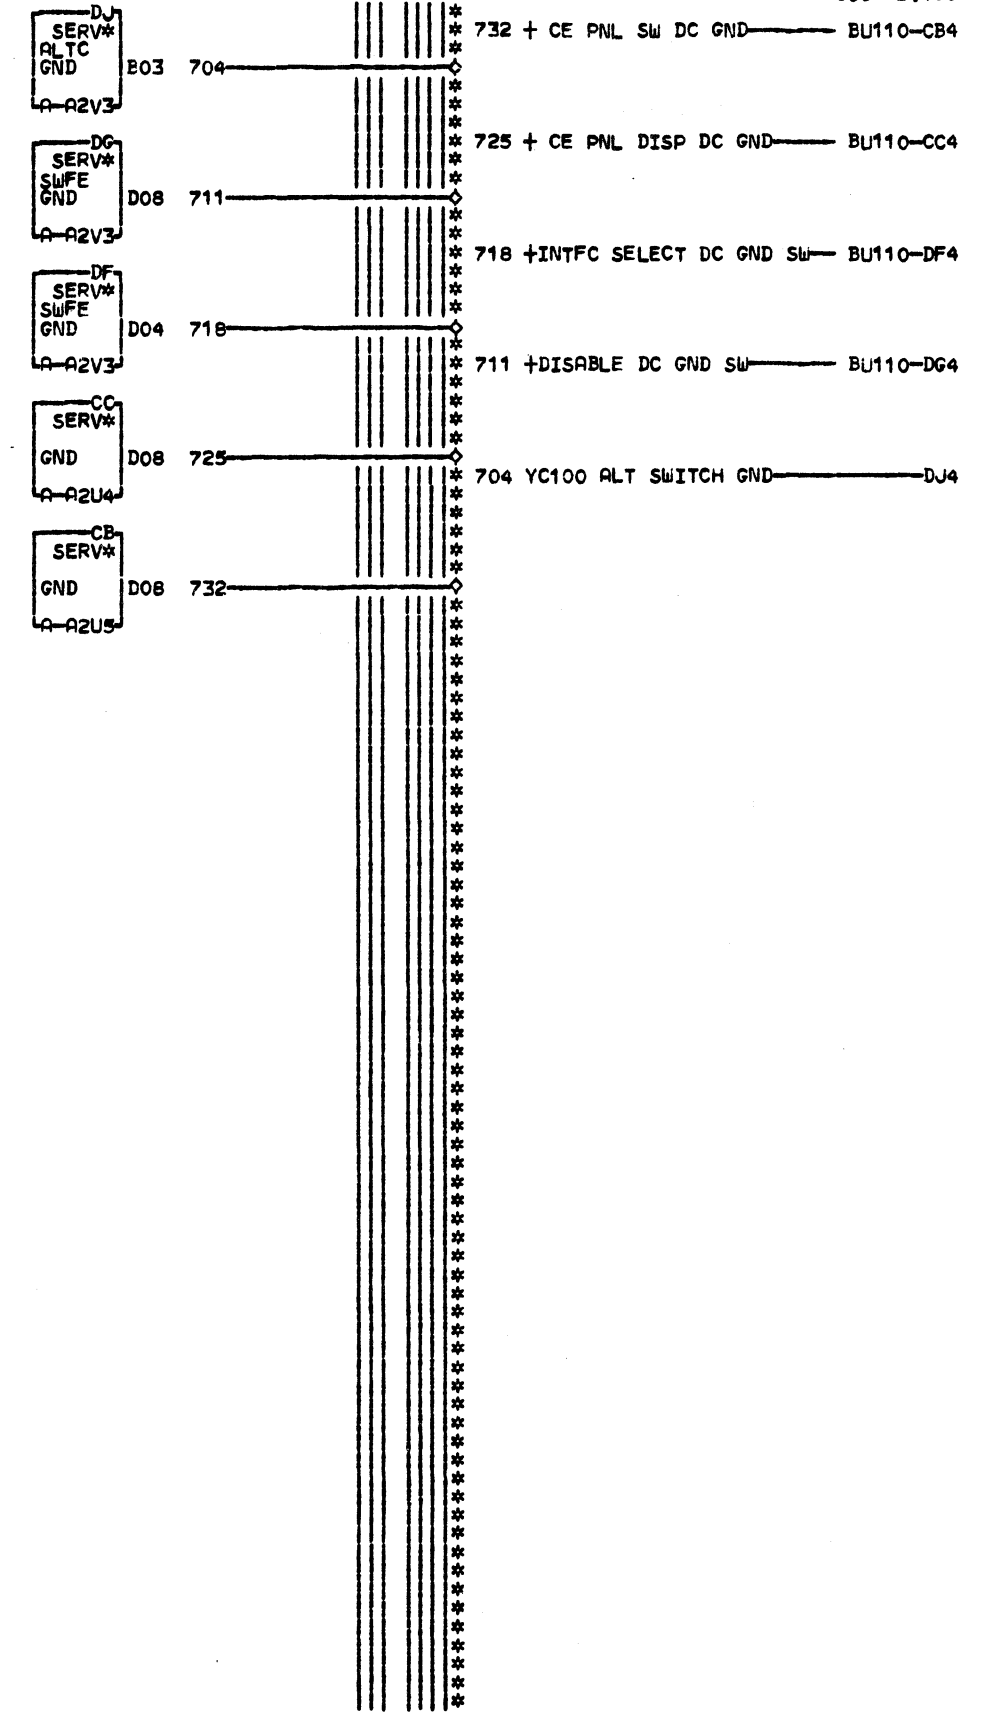 DJ
SERV*
ALTC
GND B03 704
A-A2V3
DG
SERV*
SWFE
GND D08 711
A-A2V3
DF
SERV*
SWFE
GND D04 718
A-A2V3
CC
SERV*
GND D08 725
A-A2U4
CB
SERV*
GND D08 732
A-A2U5
732 + CE PNL SW DC GND BU110-CB4
725 + CE PNL DISP DC GND BU110-CC4
718 +INTFC SELECT DC GND SW BU110-DF4
711 +DISABLE DC GND SW BU110-DG4
704 YC100 ALT SWITCH GND DJ4